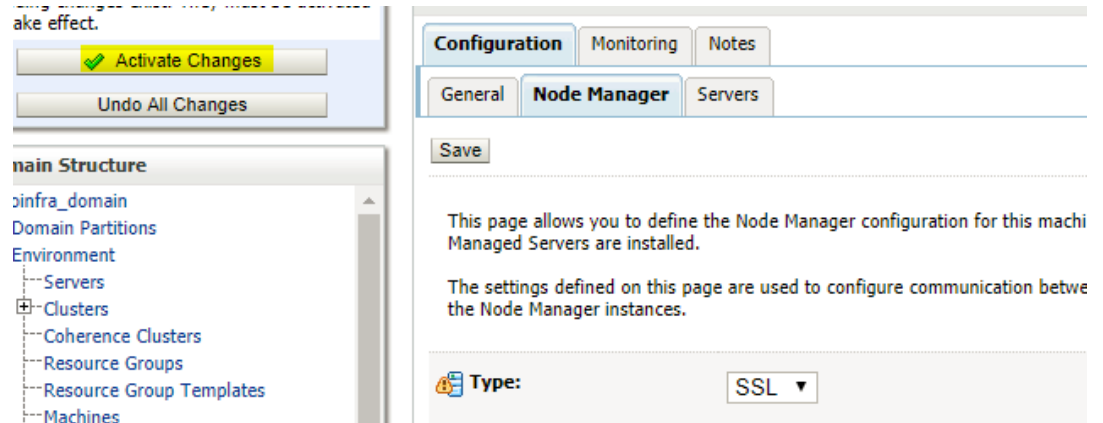 ake effect.
Activate Changes
Undo All Changes
main Structure
oinfra_domain
Domain Partitions
Environment
Servers
Clusters
Coherence Clusters
Resource Groups
Resource Group Templates
Machines
Configuration Monitoring Notes
General Node Manager Servers
Save
This page allows you to define the Node Manager configuration for this machi
Managed Servers are installed.
The settings defined on this page are used to configure communication betwe
the Node Manager instances.
Type: SSL